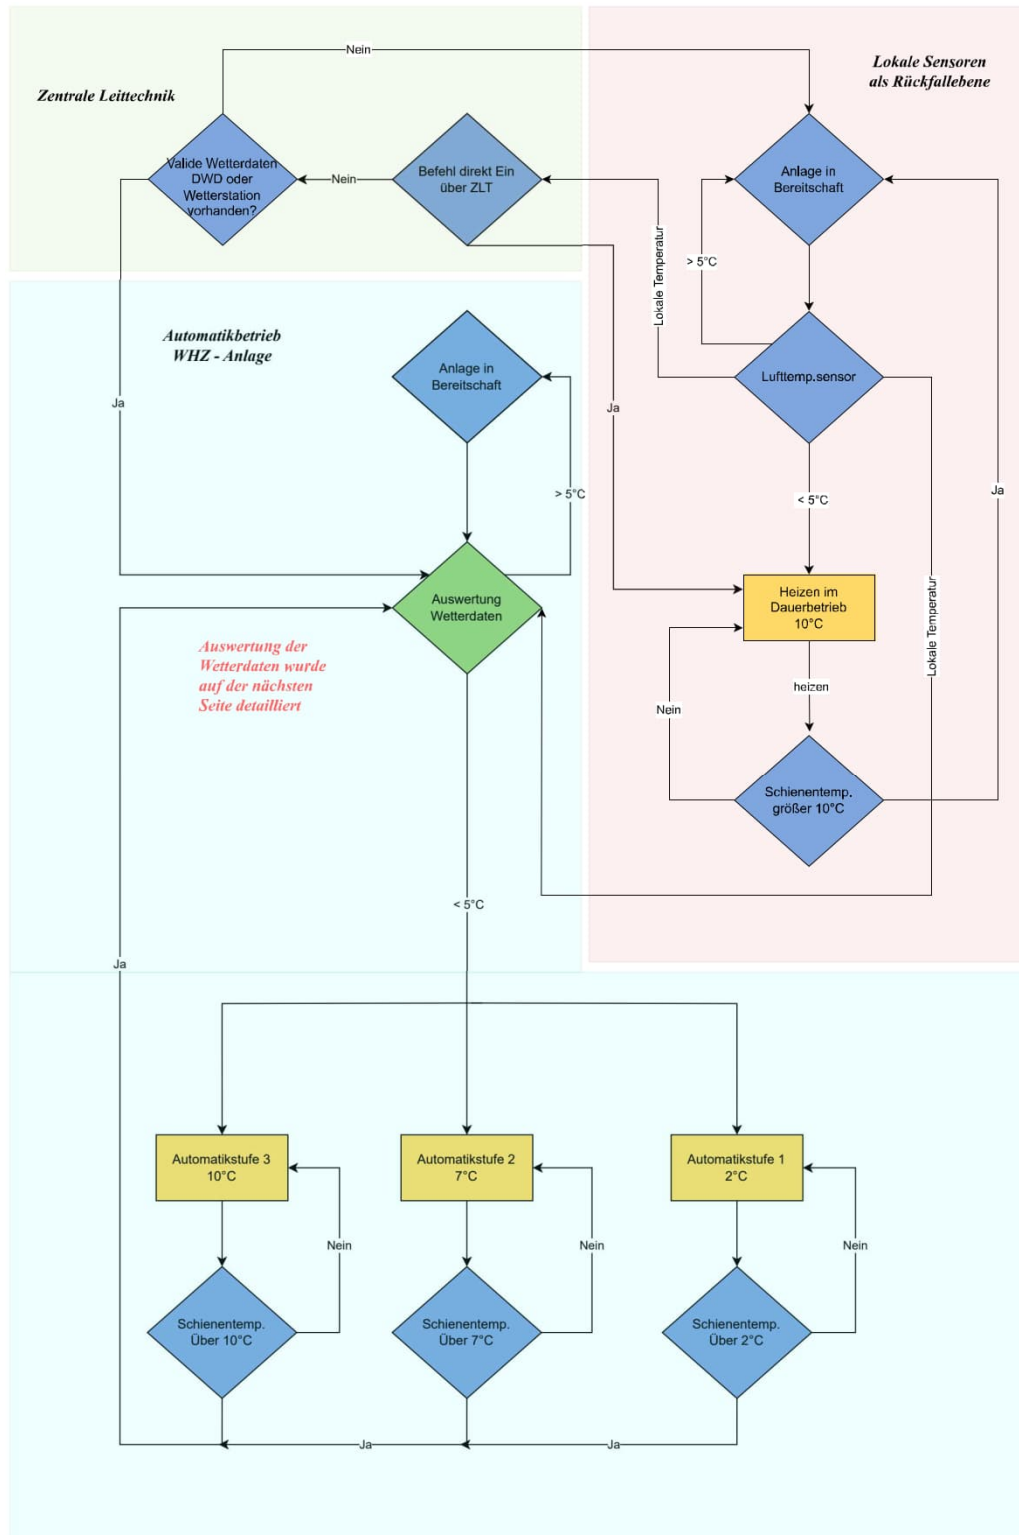 Nein
Lokale Sensoren
als Rückfallebene
Zentrale Leittechnik
Valide Wetterdaten
DWD oder
Wetterstation
vorhanden?
Nein
Befehl direkt Ein
über ZLT
Anlage in
Bereitschaft
Lokale Temperatur
> 5°C
Automatikbetrieb
WHZ - Anlage
Anlage in
Bereitschaft
Lufttemp.sensor
Ja
Ja
> 5°C
< 5°C
Ja
Auswertung
Wetterdaten
Heizen im
Dauerbetrieb
10°C
Lokale Temperatur
Auswertung der
Wetterdaten wurde
auf der nächsten
Seite detailliert
heizen
Nein
Schienentemp.
größer 10°C
< 5°C
Ja
Automatikstufe 3
10°C
Automatikstufe 2
7°C
Automatikstufe 1
2°C
Nein
Nein
Nein
Schienentemp.
Über 10°C
Schienentemp.
Über 7°C
Schienentemp.
Über 2°C
Ja
Ja